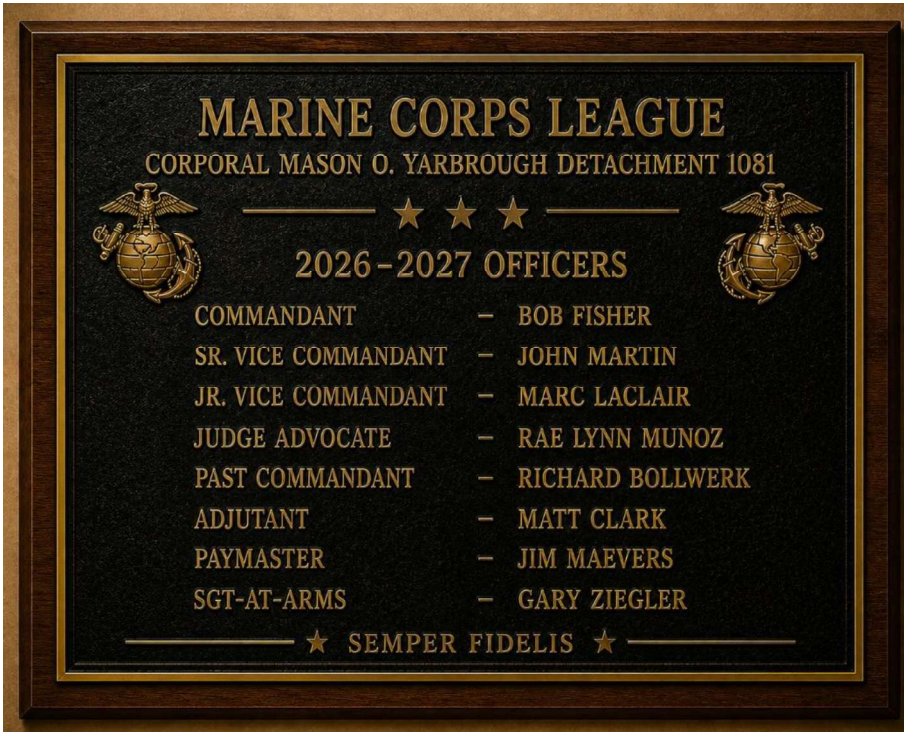 MARINE CORPS LEAGUE
CORPORAL MASON O. YARBROUGH DETACHMENT 1081
2026–2027 OFFICERS
COMMANDANT – BOB FISHER
SR. VICE COMMANDANT – JOHN MARTIN
JR. VICE COMMANDANT – MARC LACLAIR
JUDGE ADVOCATE – RAE LYNN MUNOZ
PAST COMMANDANT – RICHARD BOLLWERK
ADJUTANT – MATT CLARK
PAYMASTER – JIM MAEVERS
SGT-AT-ARMS – GARY ZIEGLER
SEMPER FIDELIS